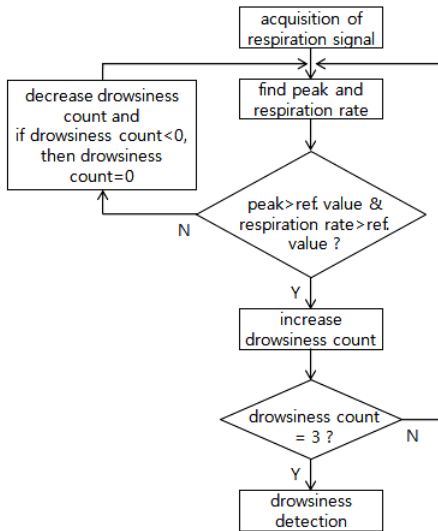 acquisition of
respiration signal
find peak and
respiration rate
decrease drowsiness
count and
if drowsiness count<0,
then drowsiness
count=0
peak>ref. value &
respiration rate>ref.
value ?
N
Y
increase
drowsiness count
drowsiness count
= 3 ?
N
Y
drowsiness
detection